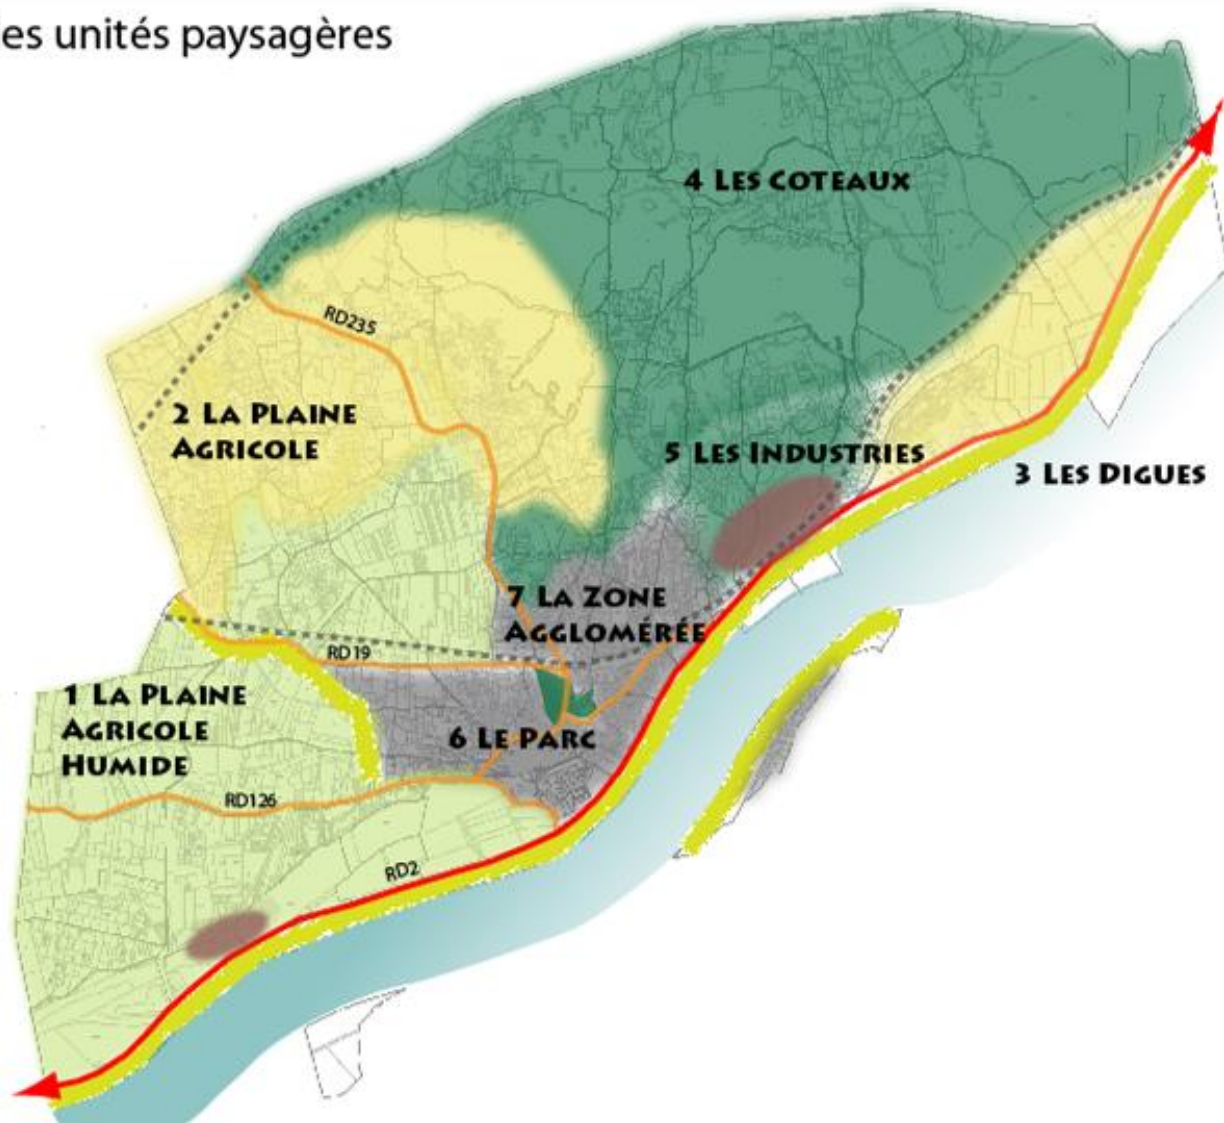 es unités paysagères
4 LES COTEAUX
RD235
2 LA PLAINE
AGRICOLE
5 LES INDUSTRIES
3 LES DIGUES
7 LA ZONE
AGGLOMÉRÉE
RD19
1 LA PLAINE
AGRICOLE
HUMIDE
6 LE PARC
RD126
RD2